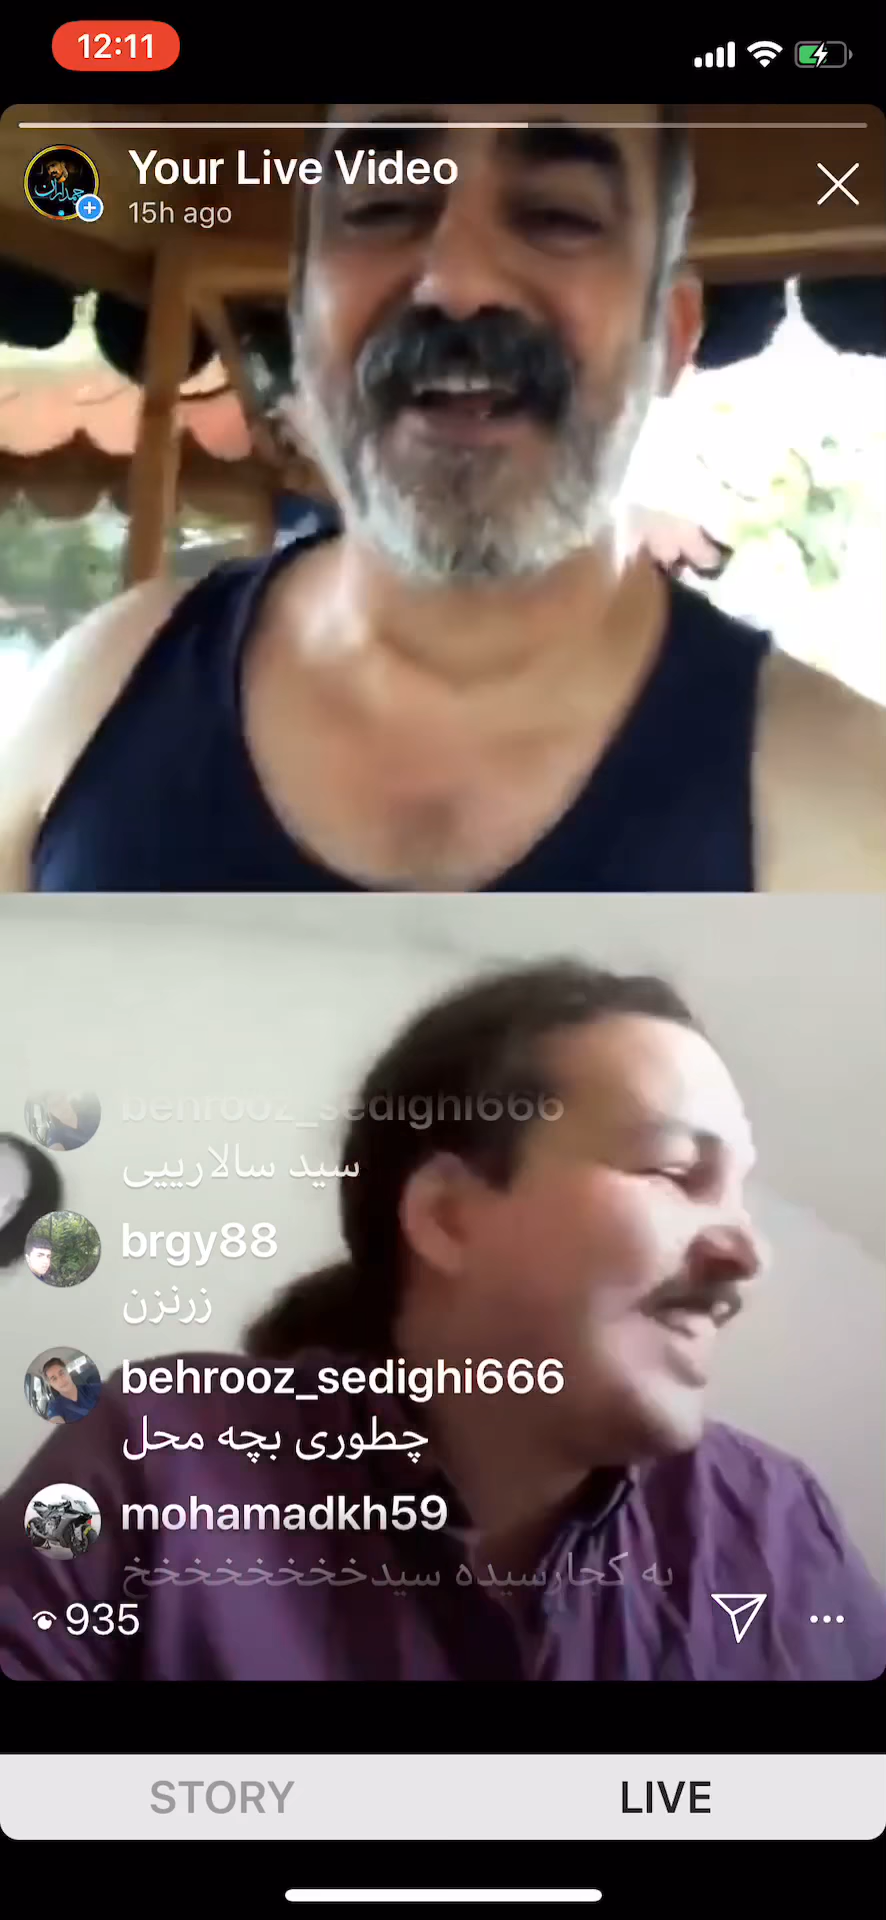 12:11
Your Live Video
15h ago
behrooz_sedighi666
سید سالارییی
brgy88
زرنزن
behrooz_sedighi666
چطوری بچه محل
mohamadkh59
به کجارسیده سیدخخخخخخخخ
935
STORY
LIVE